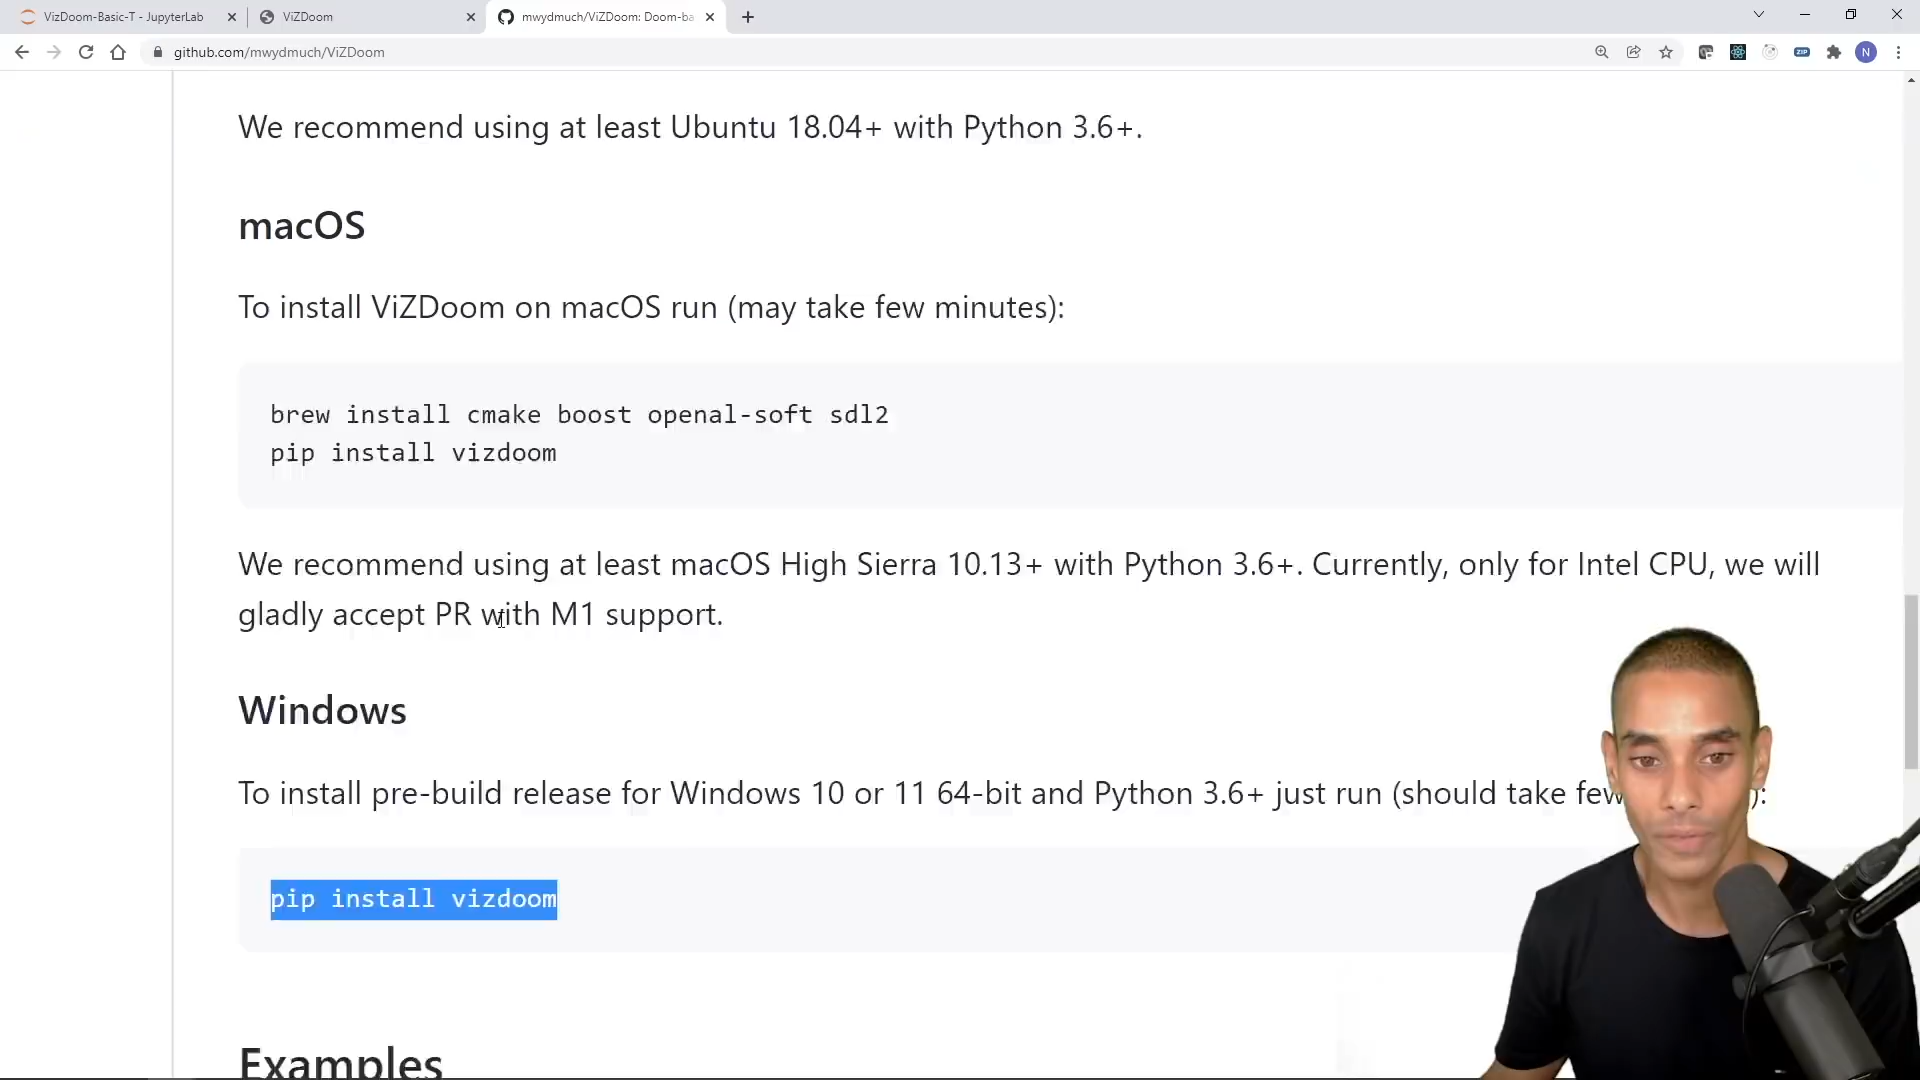 VizDoom-Basic-T - JupyterLab
ViZDoom
mwydmuch/ViZDoom: Doom-ba
github.com/mwydmuch/ViZDoom
ZIP
N
We recommend using at least Ubuntu 18.04+ with Python 3.6+.
macOS
To install ViZDoom on macOS run (may take few minutes):
brew install cmake boost openal-soft sdl2
pip install vizdoom
We recommend using at least macOS High Sierra 10.13+ with Python 3.6+. Currently, only for Intel CPU, we will
gladly accept PR with M1 support.
Windows
To install pre-build release for Windows 10 or 11 64-bit and Python 3.6+ just run (should take few ):
pip install vizdoom
Examples